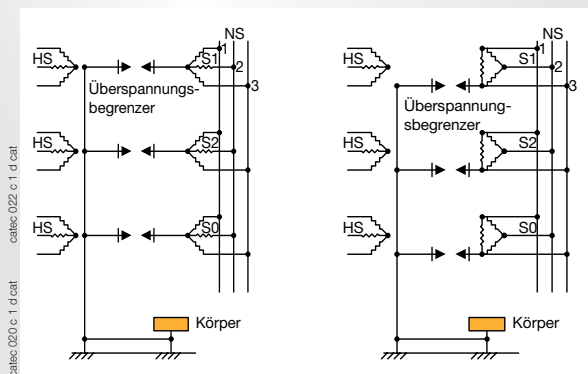 NS
1
HS
S1
2
Überspannungs-
begrenzer
3
HS
S2
HS
S0
Körper
NS
1
HS
S1
2
Überspannung-
sbegrenzer
3
HS
S2
HS
S0
Körper
catec 022 c 1 d cat
catec 020 c 1 d cat